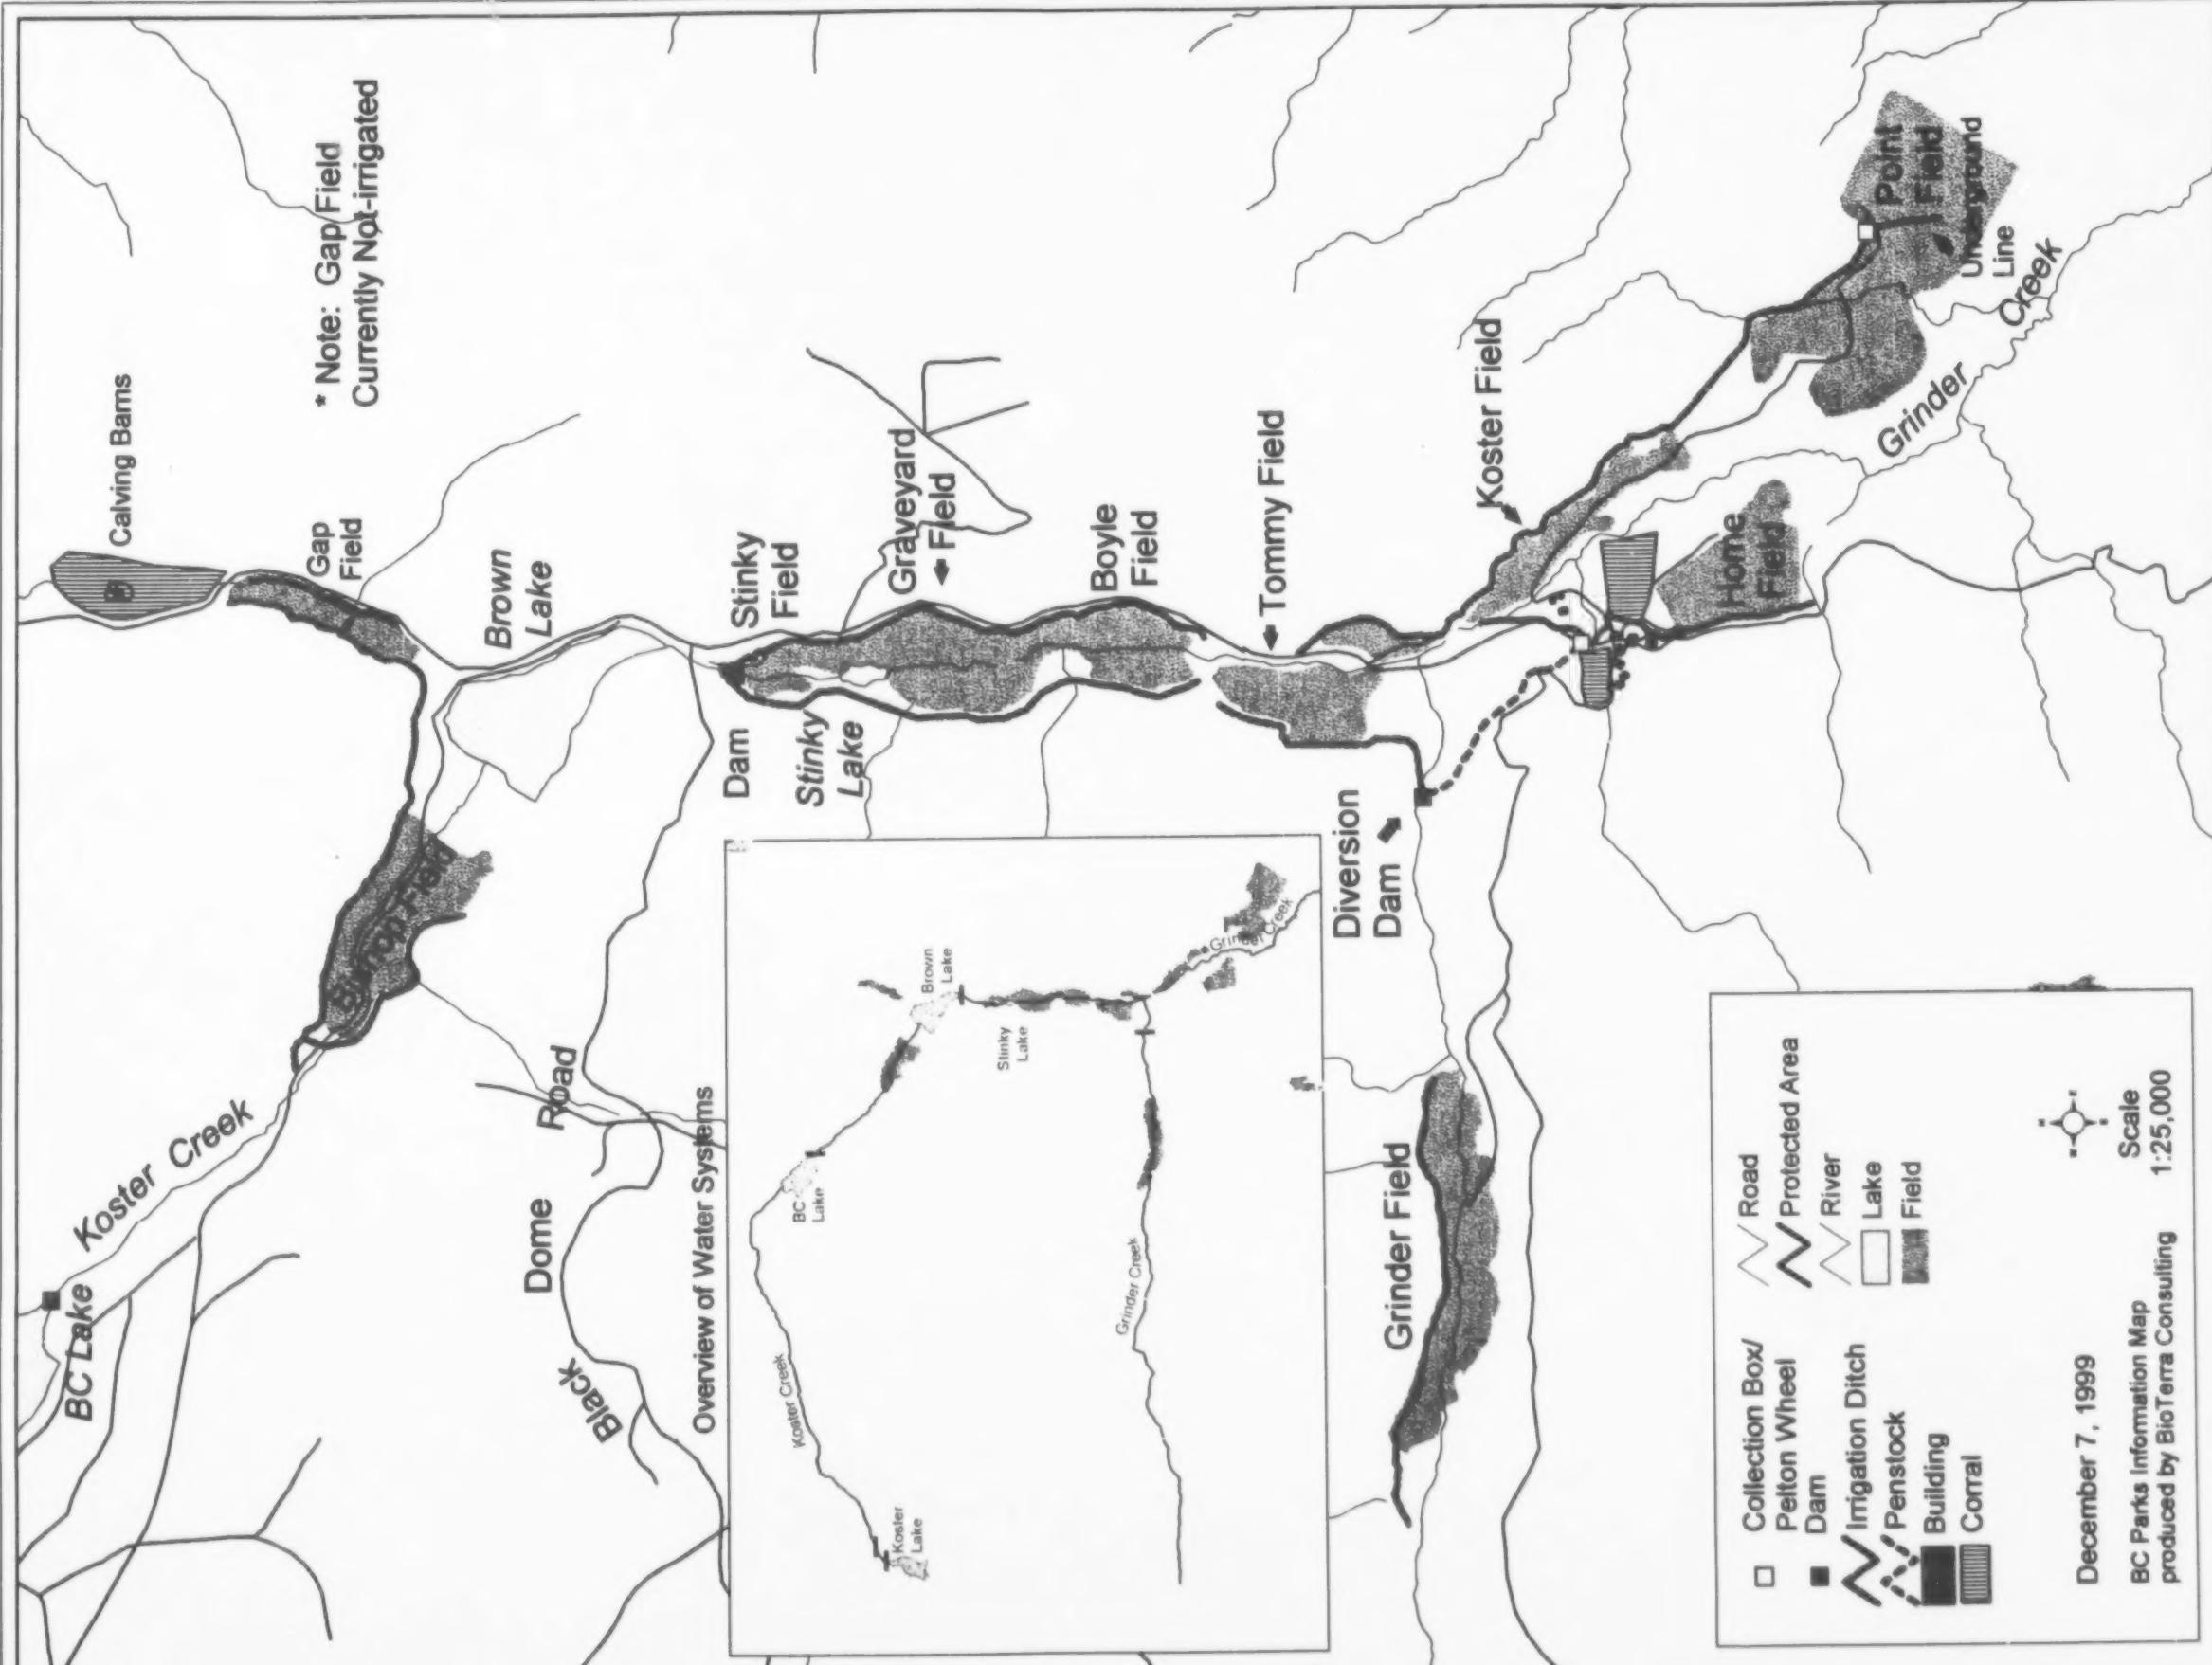 BC Lake
Koster Creek
Calving Barns
* Note: Gap Field
Currently Not-irrigated
Gap
Field
Bishop Field
Brown
Lake
Black
Dome
Road
Overview of Water Systems
Koster Creek
Koster
Lake
BC
Lake
Brown
Lake
Stinky
Lake
Grinder Creek
Grinder Creek
Dam
Stinky
Field
Stinky
Lake
Graveyard
Field
Boyle
Field
Tommy Field
Diversion
Dam
Grinder Field
Koster Field
Home
Field
Point
Field
Underground
Line
Grinder
Creek
Collection Box/
Pelton Wheel
Dam
Irrigation Ditch
Penstock
Building
Corral
Road
Protected Area
River
Lake
Field
December 7, 1999
Scale
1:25,000
BC Parks Information Map
produced by BioTerra Consulting